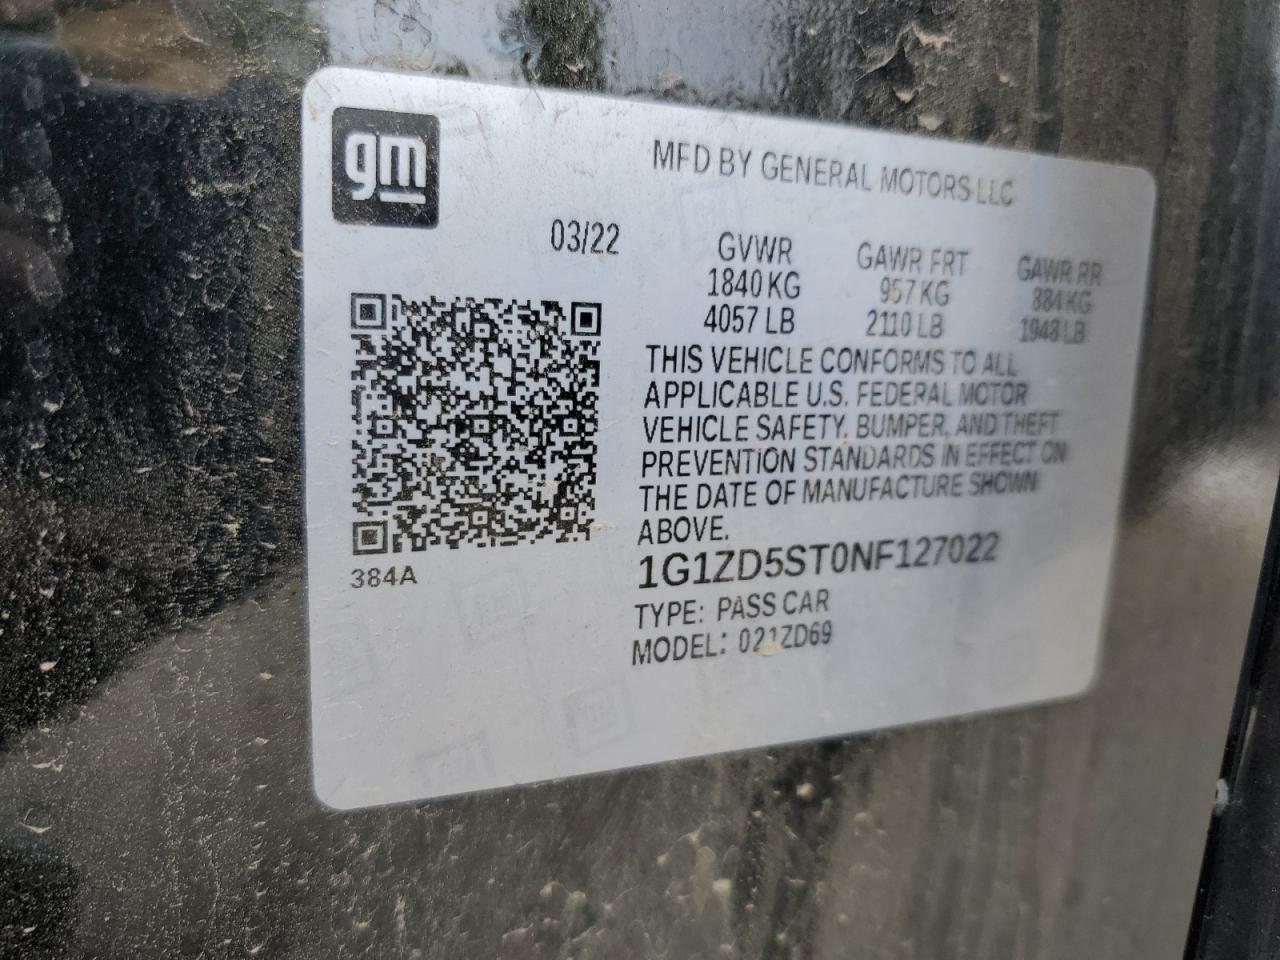 gm
MFD BY GENERAL MOTORS LLC
03/22
GVWR GAWR FRT GAWR RR
1840 KG 957 KG 884 KG
4057 LB 2110 LB 1948 LB
THIS VEHICLE CONFORMS TO ALL
APPLICABLE U.S. FEDERAL MOTOR
VEHICLE SAFETY, BUMPER, AND THEFT
PREVENTION STANDARDS IN EFFECT ON
THE DATE OF MANUFACTURE SHOWN
ABOVE.
384A
1G1ZD5ST0NF127022
TYPE: PASS CAR
MODEL: 021ZD69